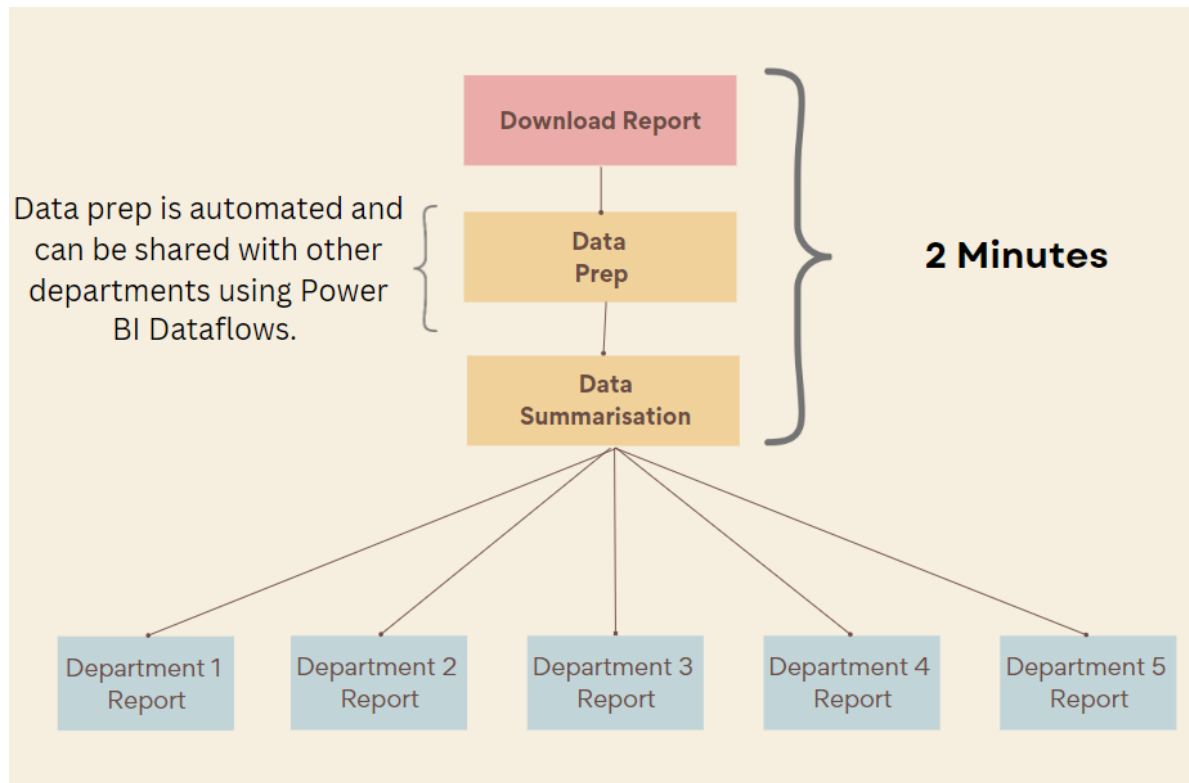 Download Report
Data prep is automated and
can be shared with other
departments using Power
BI Dataflows.
Data
Prep
2 Minutes
Data
Summarisation
Department 1
Report
Department 2
Report
Department 3
Report
Department 4
Report
Department 5
Report